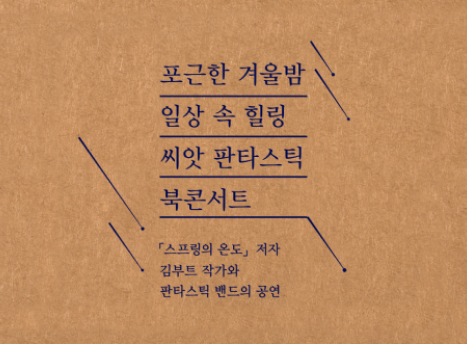 포근한 겨울밤
일상 속 힐링
씨앗 판타스틱
북콘서트
「스프링의 온도」 저자
김부트 작가와
판타스틱 밴드의 공연